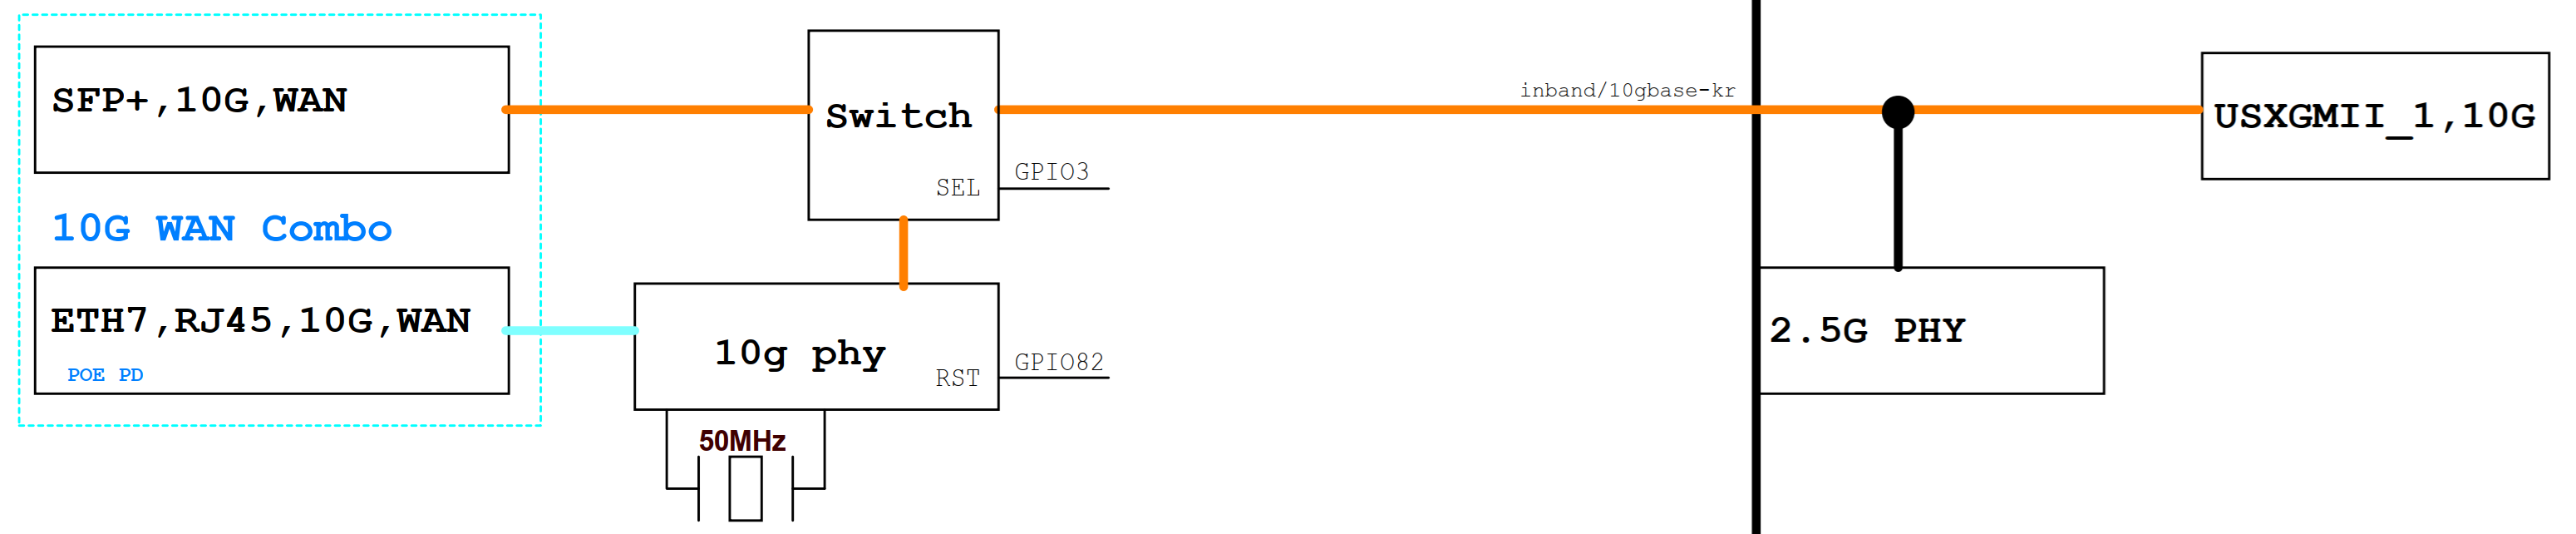 SFP+,10G,WAN
10G WAN Combo
ETH7,RJ45,10G,WAN
POE PD
Switch
SEL
GPIO3
10g phy
RST
GPIO82
50MHz
inband/10gbase-kr
USXGMII_1,10G
2.5G PHY